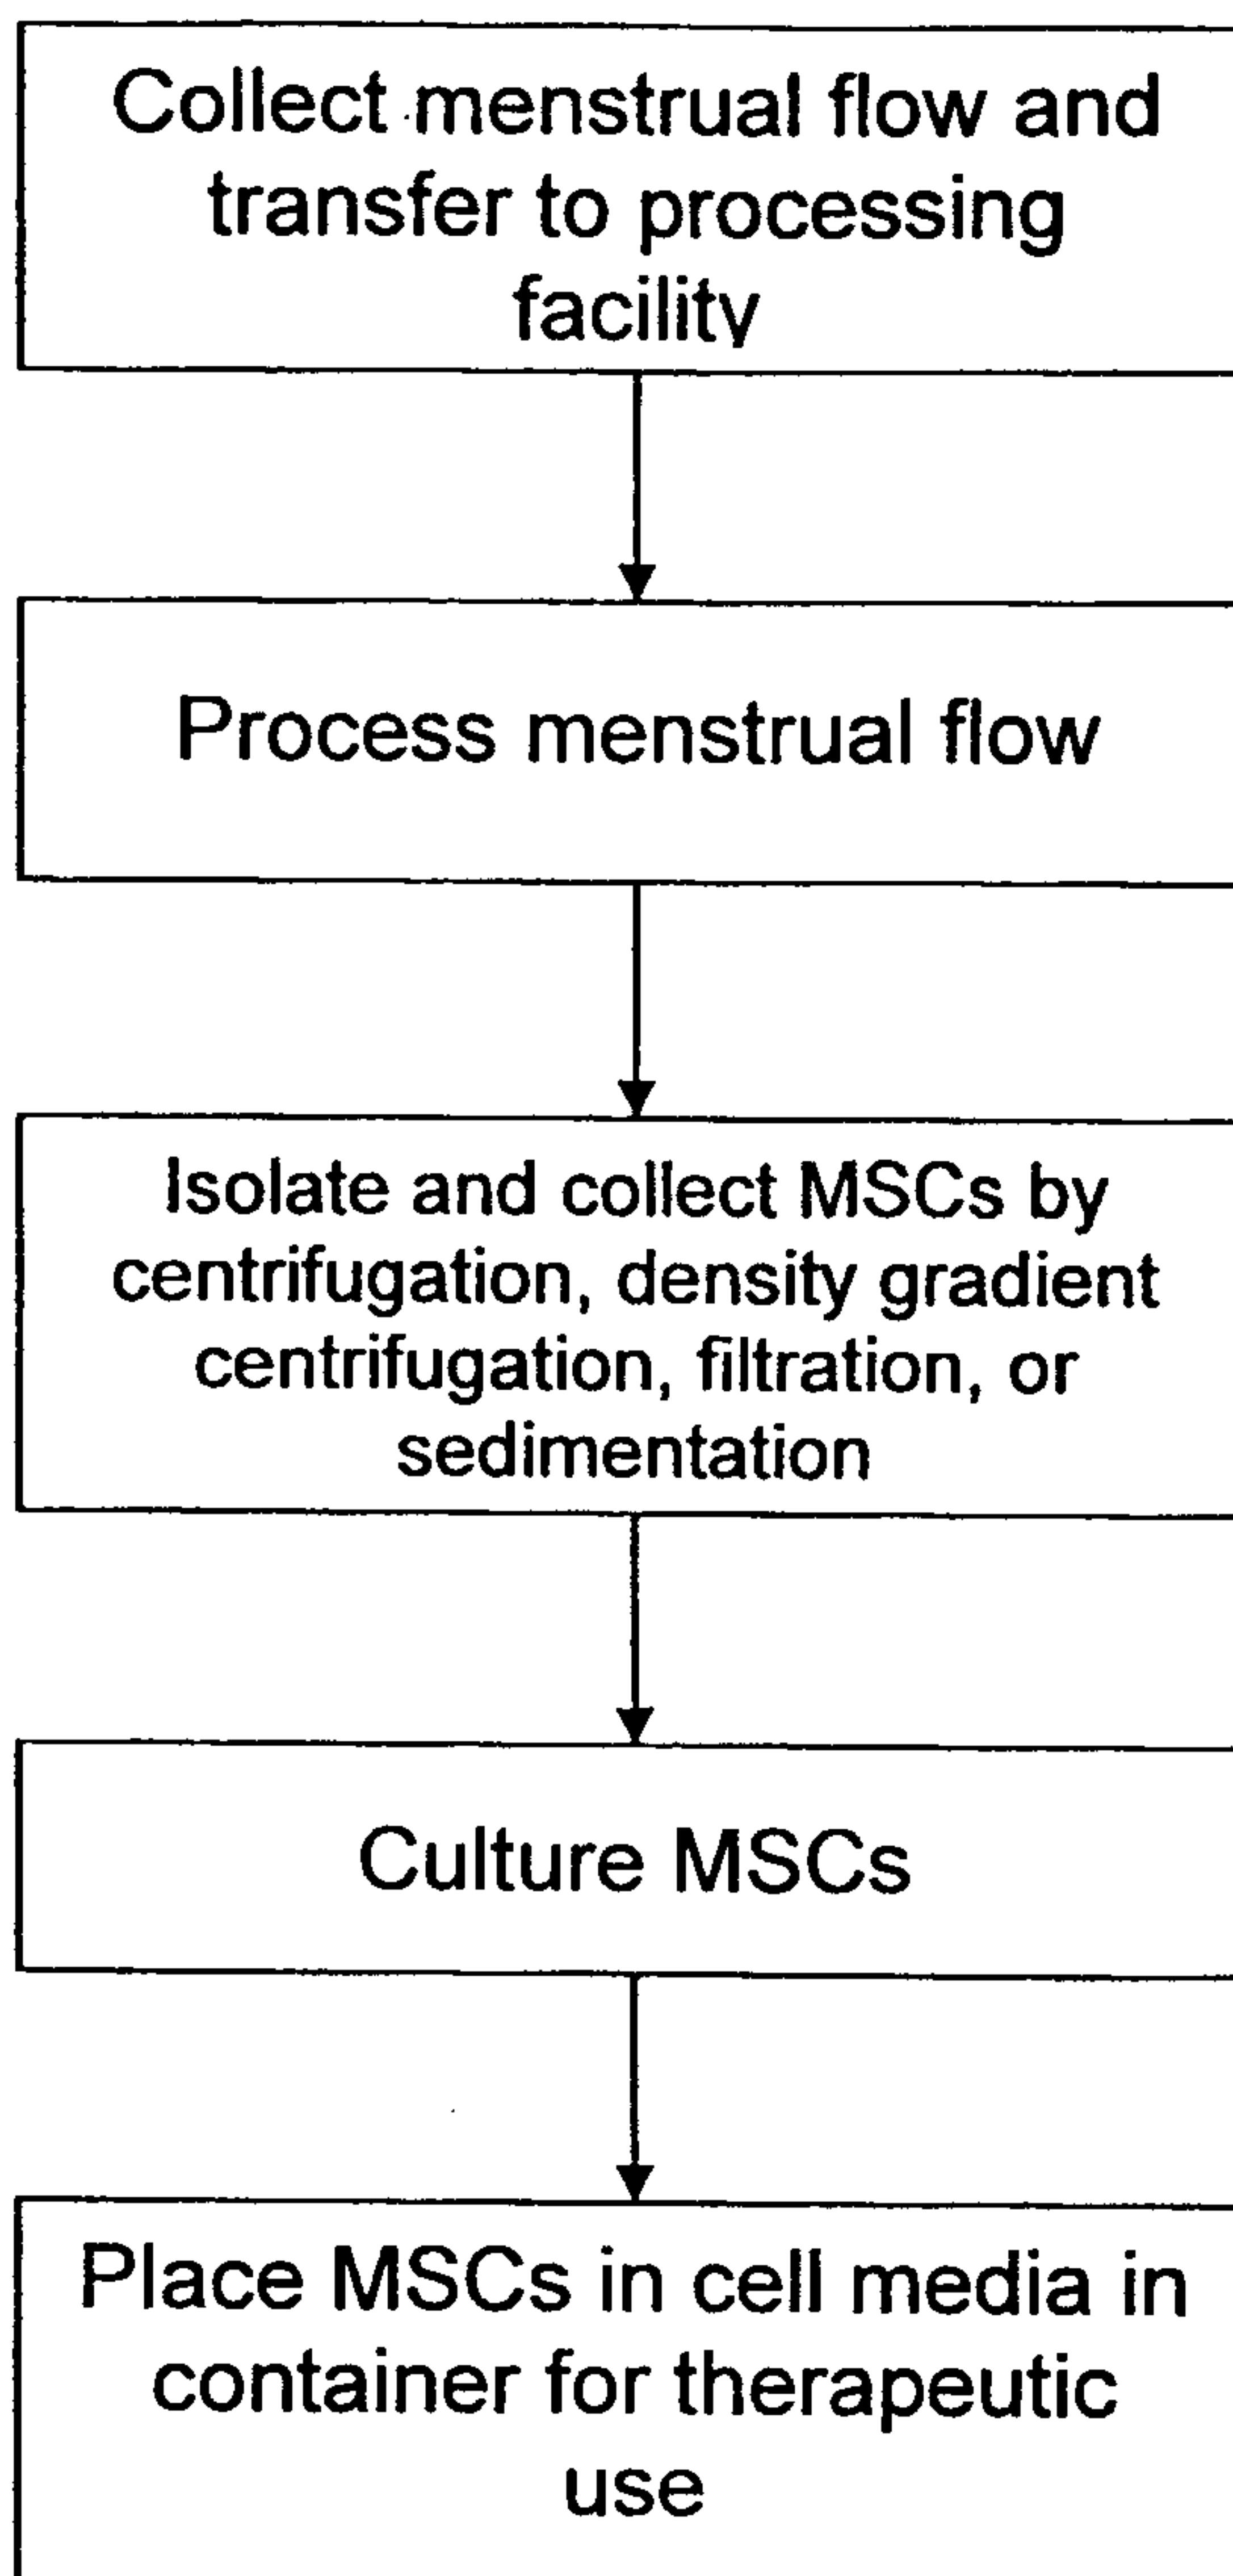 Collect menstrual flow and
transfer to processing
facility
Process menstrual flow
Isolate and collect MSCs by
centrifugation, density gradient
centrifugation, filtration, or
sedimentation
Culture MSCs
Place MSCs in cell media in
container for therapeutic
use